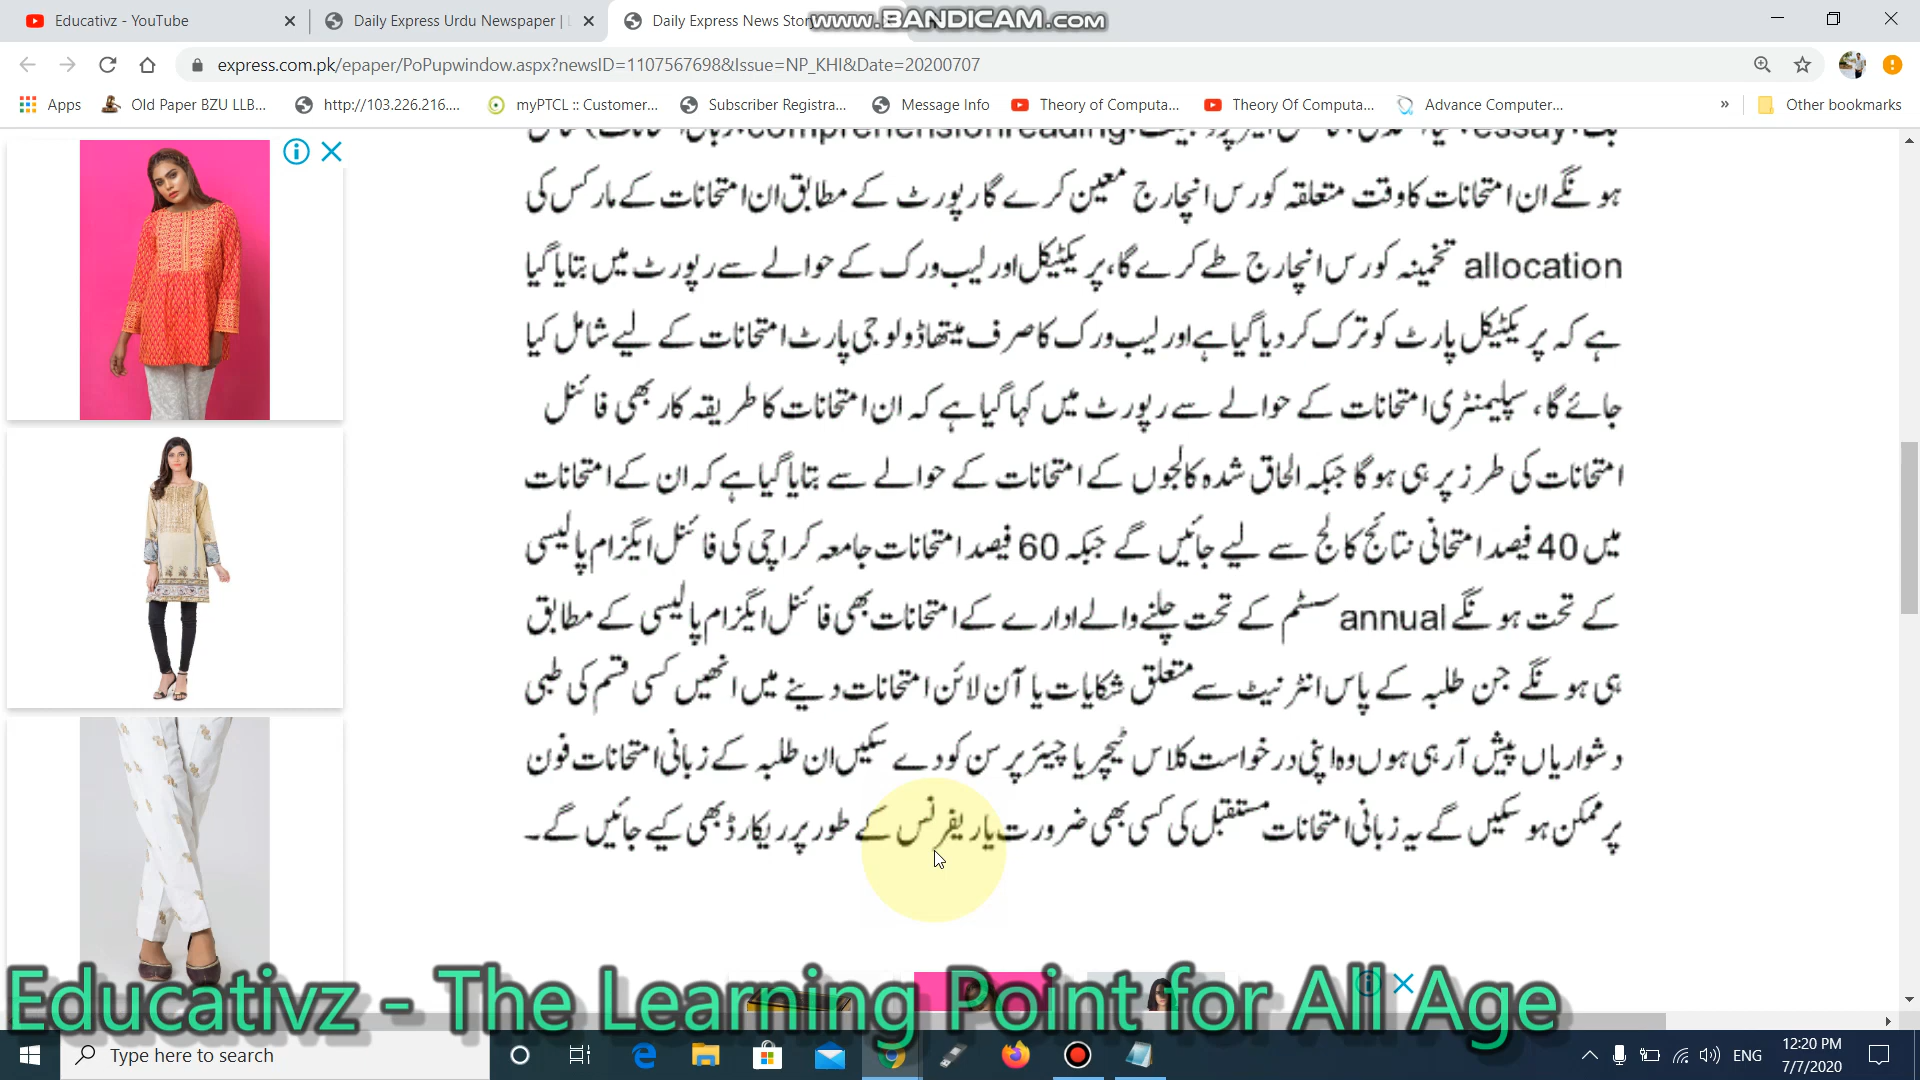 Educativz - YouTube
Daily Express Urdu Newspaper |
Daily Express News Stor
WWW.BANDICAM.COM
express.com.pk/epaper/PoPupwindow.aspx?newsID=1107567698&Issue=NP_KHI&Date=20200707
Apps
Old Paper BZU LLB...
http://103.226.216....
myPTCL :: Customer...
Subscriber Registra...
Message Info
Theory of Computa...
Theory Of Computa...
Advance Computer...
»
Other bookmarks
ہونگے ان امتحانات کا وقت متعلقہ کورس انچارج معین کرے گا رپورٹ کے مطابق ان امتحانات کے مارکس کی
allocation تخمینہ کورس انچارج طے کرے گا، پریکٹیکل اور لیب ورک کے حوالے سے رپورٹ میں بتایا گیا
ہے کہ پریکٹیکل پارٹ کو ترک کر دیا گیا ہے اور لیب ورک کا صرف میتھاڈولوجی پارٹ امتحانات کے لیے شامل کیا
جائے گا، سپلیمنٹری امتحانات کے حوالے سے رپورٹ میں کہا گیا ہے کہ ان امتحانات کا طریقہ کار بھی فائنل
امتحانات کی طرز پر ہی ہوگا جبکہ الحاق شدہ کالجوں کے امتحانات کے حوالے سے بتایا گیا ہے کہ ان کے امتحانات
میں 40 فیصد امتحانی نتائج کالج سے لیے جائیں گے جبکہ 60 فیصد امتحانات جامعہ کراچی کی فائنل ایگزام پالیسی
کے تحت ہونگے annual سسٹم کے تحت چلنے والے ادارے کے امتحانات بھی فائنل ایگزام پالیسی کے مطابق
ہی ہونگے جن طلبہ کے پاس انٹرنیٹ سے متعلق شکایات یا آن لائن امتحانات دینے میں انھیں کسی قسم کی طبی
دشواریاں پیش آرہی ہوں وہ اپنی درخواست کلاس ٹیچر یا چیئر پرسن کو دے سکیں ان طلبہ کے زبانی امتحانات فون
پر ممکن ہو سکیں گے یہ زبانی امتحانات مستقبل کی کسی بھی ضرورت یا ریفرنس کے طور پر ریکارڈ بھی کیے جائیں گے۔
Educativz - The Learning Point for All Age
Type here to search
ENG
12:20 PM
7/7/2020